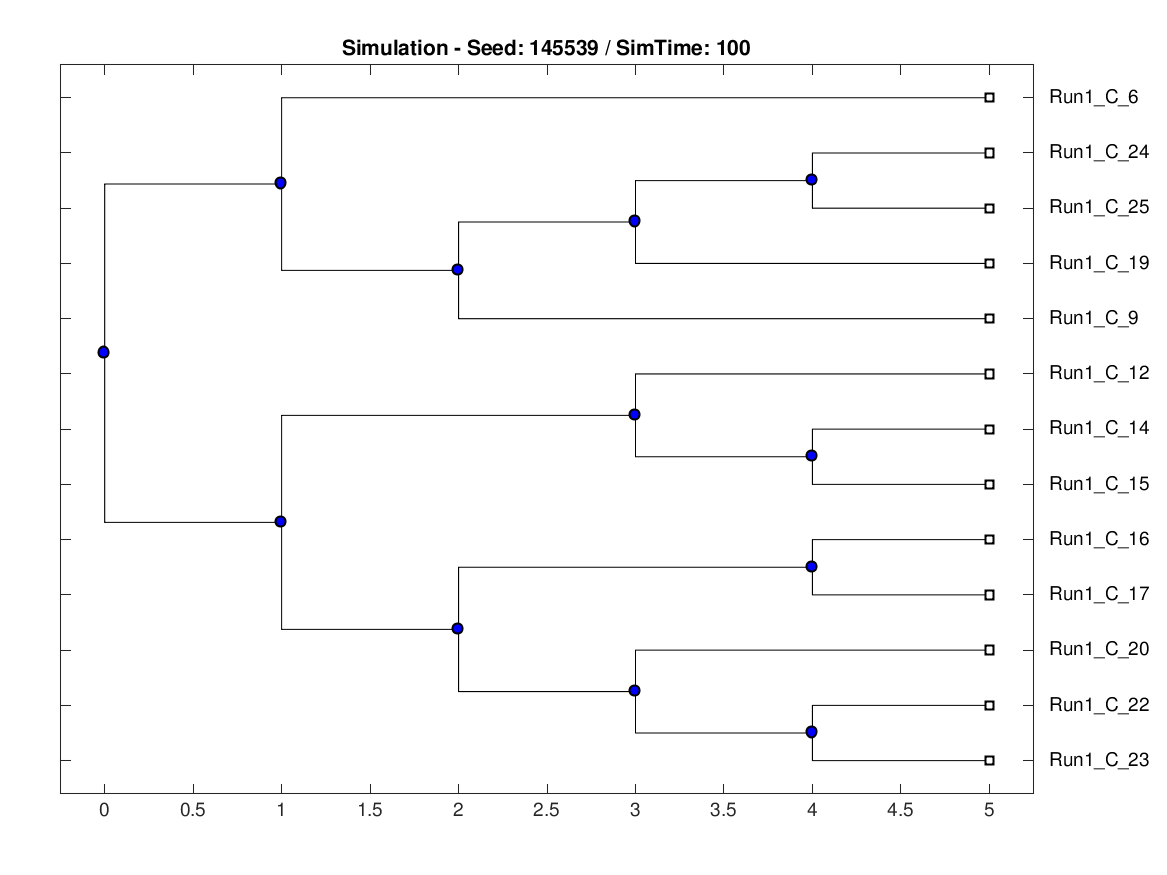 Simulation - Seed: 145539 / SimTime: 100
Run1_C_6
Run1_C_24
Run1_C_25
Run1_C_19
Run1_C_9
Run1_C_12
Run1_C_14
Run1_C_15
Run1_C_16
Run1_C_17
Run1_C_20
Run1_C_22
Run1_C_23
0 0.5 1 1.5 2 2.5 3 3.5 4 4.5 5